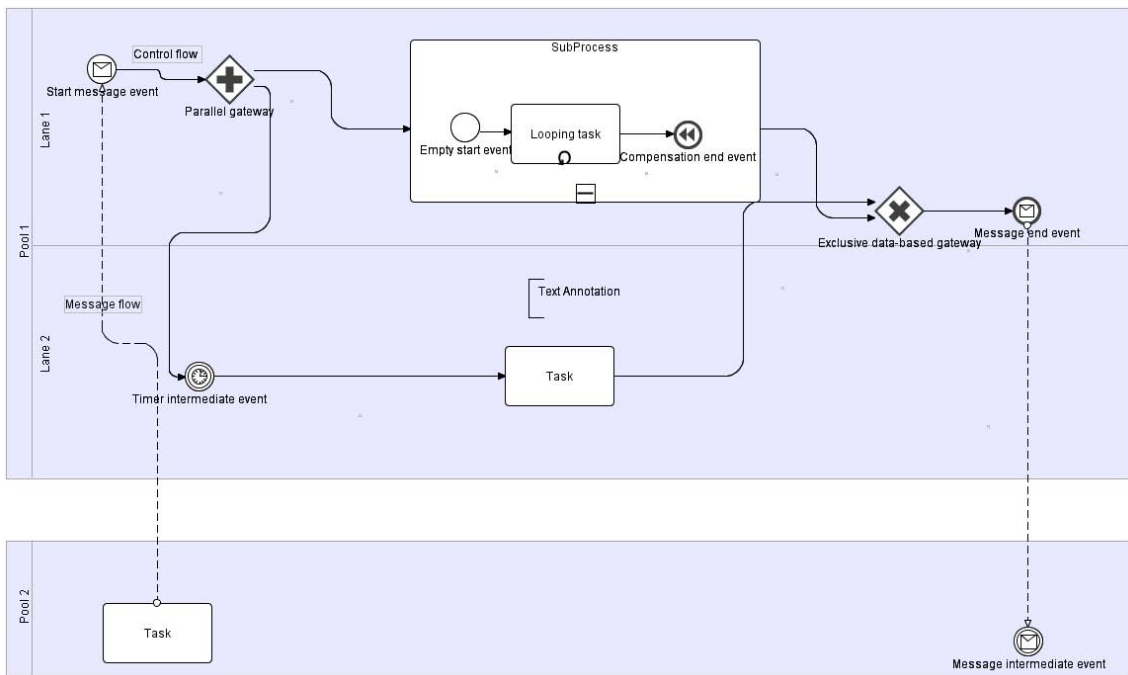 Pool 1
Lane 1
Start message event
Control flow
Parallel gateway
SubProcess
Empty start event
Looping task
Compensation end event
Exclusive data-based gateway
Message end event
Lane 2
Message flow
Text Annotation
Timer intermediate event
Task
Pool 2
Task
Message intermediate event